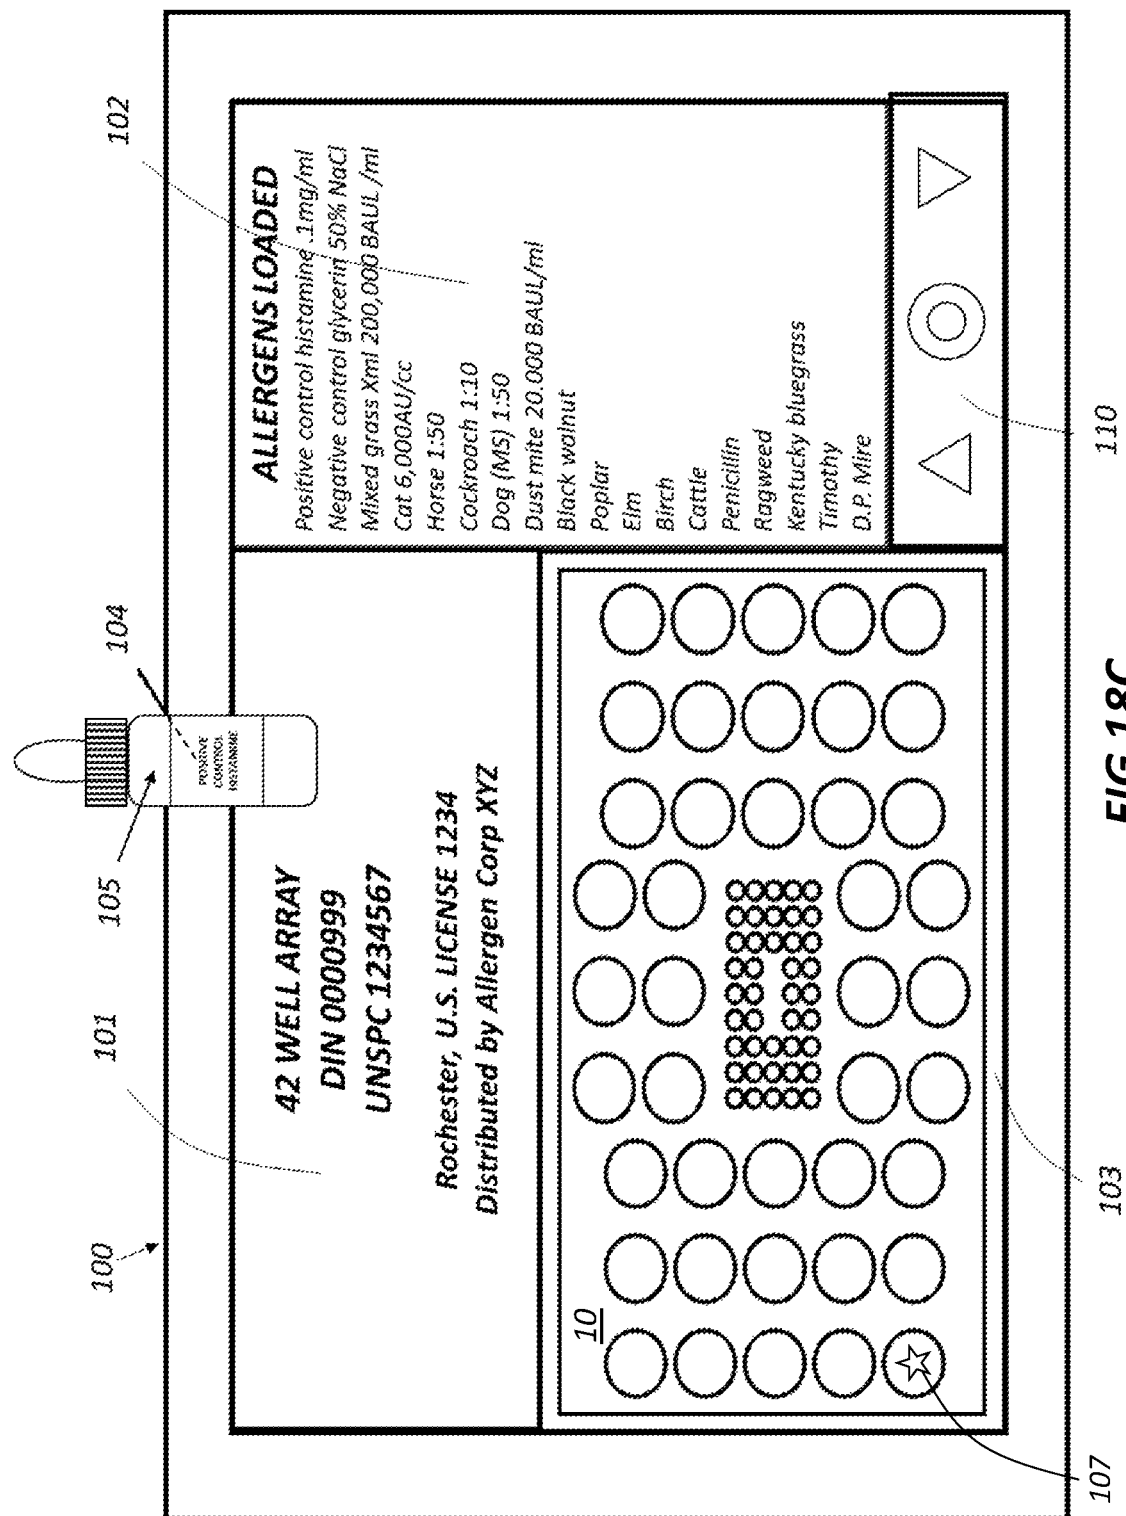 100
101
105
104
102
POSITIVE
CONTROL
HISTAMINE
42 WELL ARRAY
DIN 0000999
UNSPC 1234567
Rochester, U.S. LICENSE 1234
Distributed by Allergen Corp XYZ
ALLERGENS LOADED
Positive control histamine .1mg/ml
Negative control glycerin 50% NaCl
Mixed grass Xml 200,000 BAUL /ml
Cat 6,000AU/cc
Horse 1:50
Cockroach 1:10
Dog (MS) 1:50
Dust mite 20.000 BAUL/ml
Black walnut
Poplar
Elm
Birch
Cattle
Penicillin
Ragweed
Kentucky bluegrass
Timothy
D.P. Mire
10
107
103
110
FIG 18C